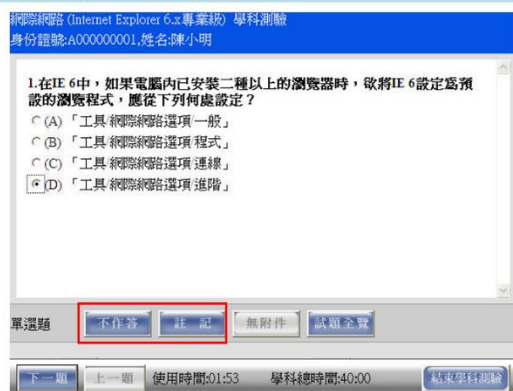 網際網路 (Internet Explorer 6.x專業級) 學科測驗
身份證號:A000000001,姓名:陳小明
1.在IE 6中，如果電腦內已安裝二種以上的瀏覽器時，欲將IE 6設定為預
設的瀏覽程式，應從下列何處設定？
(A) 「工具/網際網路選項/一般」
(B) 「工具/網際網路選項/程式」
(C) 「工具/網際網路選項/連線」
(D) 「工具/網際網路選項/進階」
單選題 不作答 註 記 無附件 試題全覽
下一題 上一題 使用時間:01:53 學科總時間:40:00 結束學科測驗